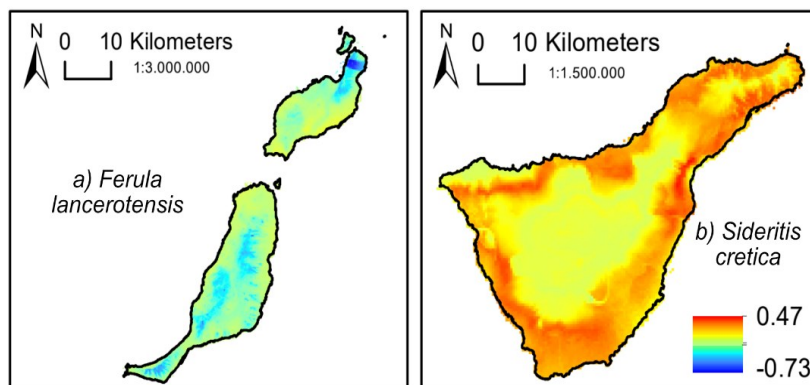 N
0 10 Kilometers
1:3.000.000
a) Ferula
lancerotensis
N
0 10 Kilometers
1:1.500.000
b) Sideritis
cretica
0.47
-0.73